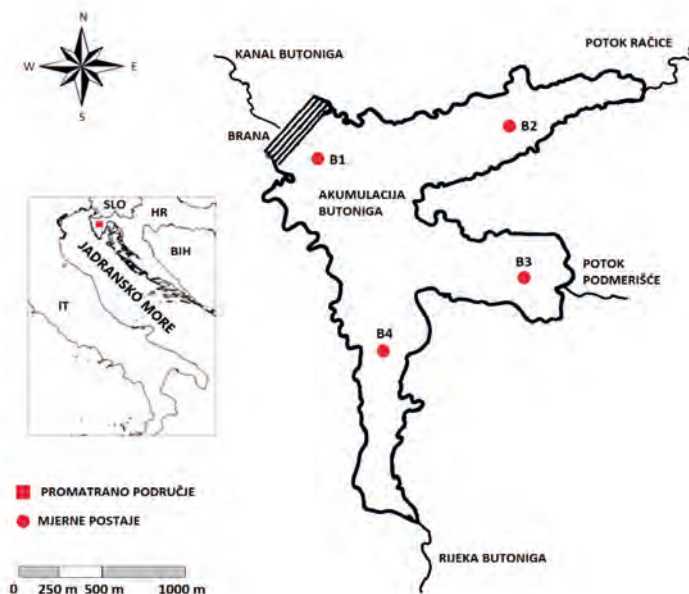 N
W E
S
KANAL BUTONIGA
POTOK RAČICE
BRANA
B1
B2
AKUMULACIJA
BUTONIGA
B3
POTOK
PODMERIŠĆE
B4
RIJEKA BUTONIGA
SLO
HR
BIH
IT
JADRANSKO MORE
PROMATRANO PODRUČJE
MJERNE POSTAJE
0 250 m 500 m 1000 m